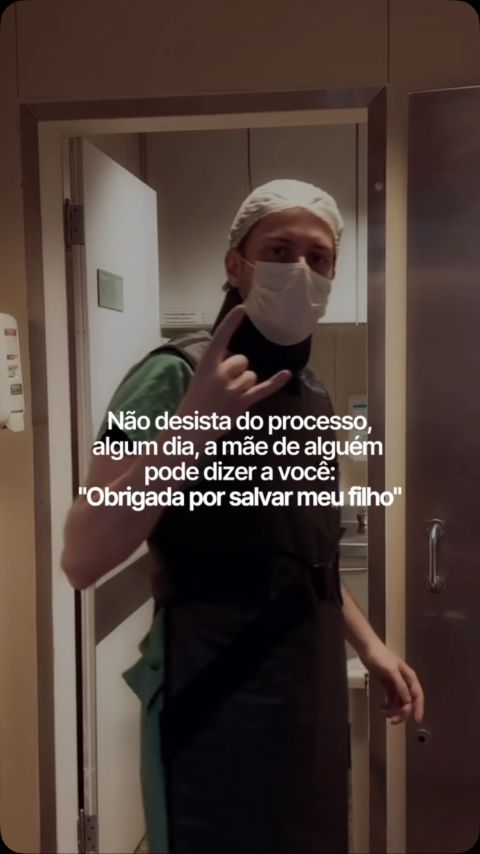 Não desista do processo,
algum dia, a mãe de alguém
pode dizer a você:
"Obrigada por salvar meu filho"